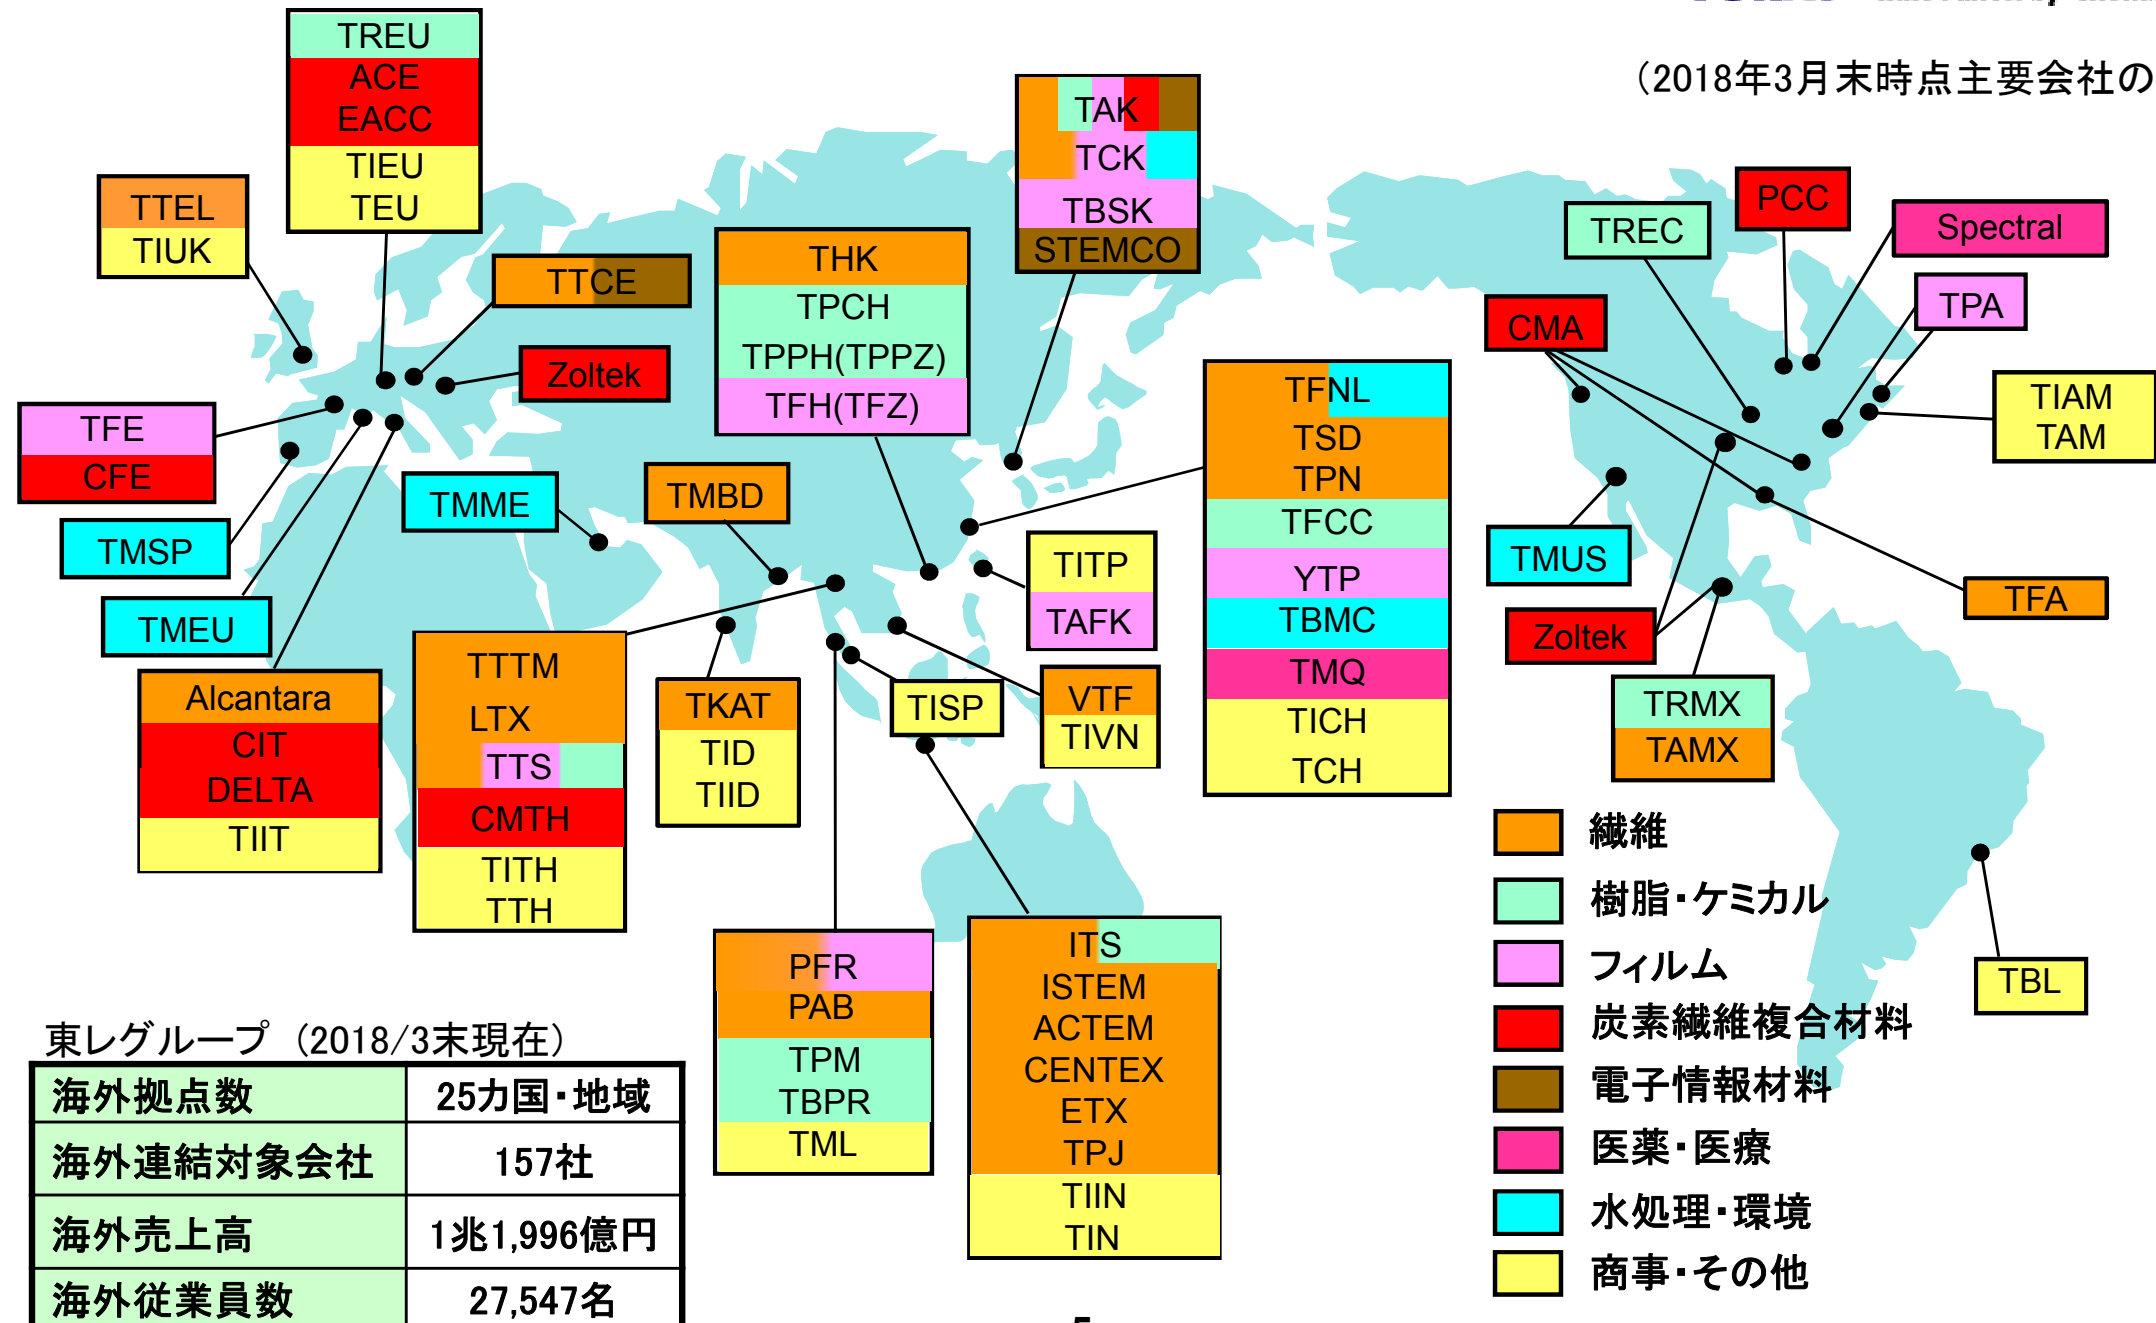 (2018年3月末時点主要会社の
TREU
ACE
EACC
TIEU
TEU
TTEL
TIUK
TTCE
Zoltek
TFE
CFE
TMSP
TMEU
TMME
Alcantara
CIT
DELTA
TIIT
THK
TPCH
TPPH(TPPZ)
TFH(TFZ)
TAK
TCK
TBSK
STEMCO
TMBD
TTTM
LTX
TTS
CMTH
TITH
TTH
TKAT
TID
TIID
TITP
TAFK
TISP
VTF
TIVN
TFNL
TSD
TPN
TFCC
YTP
TBMC
TMQ
TICH
TCH
PFR
PAB
TPM
TBPR
TML
ITS
ISTEM
ACTEM
CENTEX
ETX
TPJ
TIIN
TIN
TREC
PCC
Spectral
TPA
CMA
TIAM
TAM
TMUS
TFA
Zoltek
TRMX
TAMX
TBL
繊維
樹脂・ケミカル
フィルム
炭素繊維複合材料
電子情報材料
医薬・医療
水処理・環境
商事・その他
東レグループ (2018/3末現在)
海外拠点数 25カ国・地域
海外連結対象会社 157社
海外売上高 1兆1,996億円
海外従業員数 27,547名